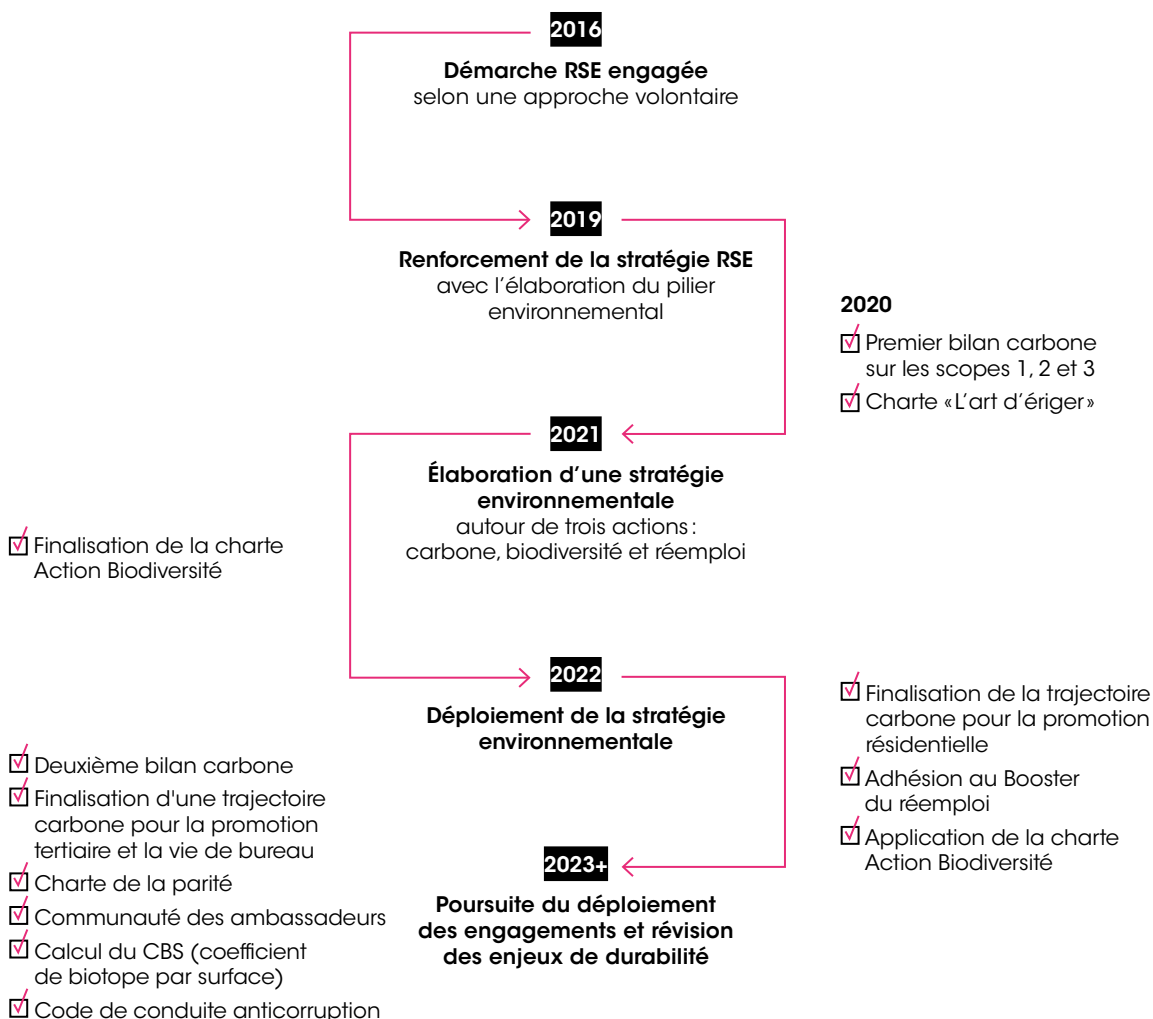 2016
Démarche RSE engagée
selon une approche volontaire
2019
Renforcement de la stratégie RSE
avec l’élaboration du pilier
environnemental
2020
Premier bilan carbone
sur les scopes 1, 2 et 3
Charte «L’art d’ériger»
2021
Élaboration d’une stratégie
environnementale
autour de trois actions :
carbone, biodiversité et réemploi
Finalisation de la charte
Action Biodiversité
2022
Déploiement de la stratégie
environnementale
Finalisation de la trajectoire
carbone pour la promotion
résidentielle
Adhésion au Booster
du réemploi
Application de la charte
Action Biodiversité
Deuxième bilan carbone
Finalisation d'une trajectoire
carbone pour la promotion
tertiaire et la vie de bureau
Charte de la parité
Communauté des ambassadeurs
Calcul du CBS (coefficient
de biotope par surface)
Code de conduite anticorruption
2023+
Poursuite du déploiement
des engagements et révision
des enjeux de durabilité